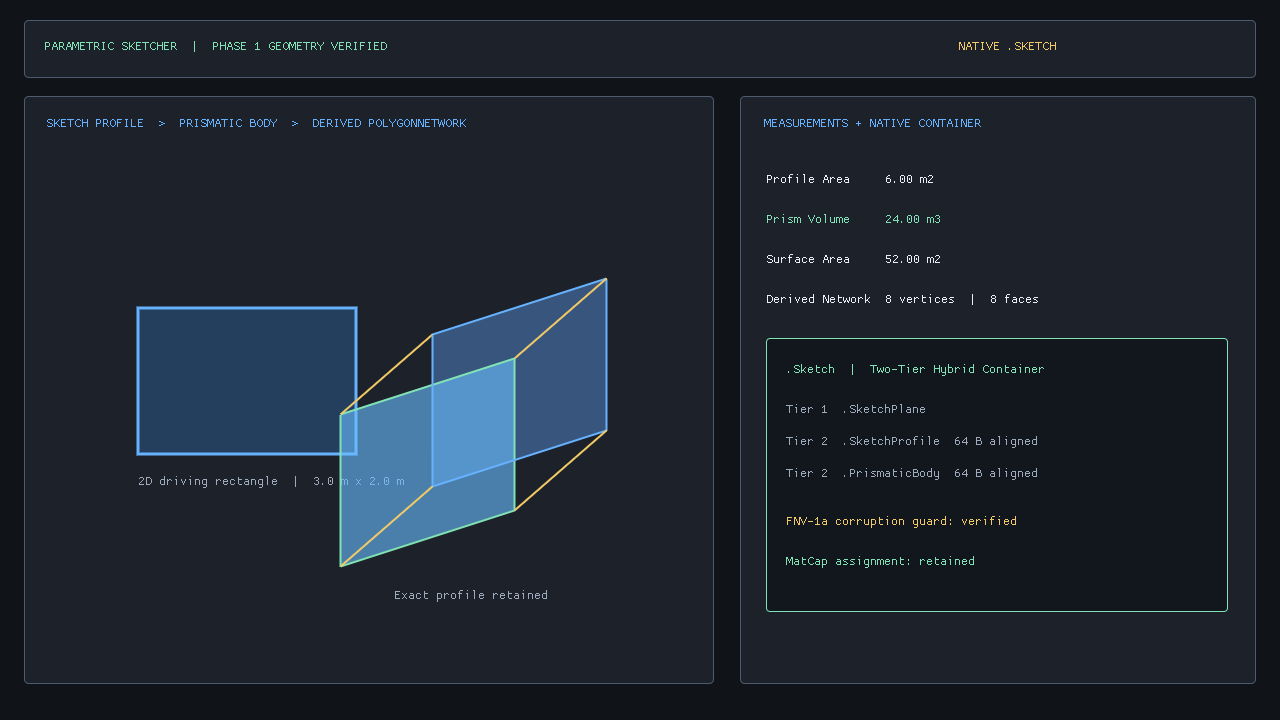 PARAMETRIC SKETCHER | PHASE 1 GEOMETRY VERIFIED
NATIVE .SKETCH
SKETCH PROFILE > PRISMATIC BODY > DERIVED POLYGONNETWORK
2D driving rectangle | 3.0 m x 2.0 m
Exact profile retained
MEASUREMENTS + NATIVE CONTAINER
Profile Area 6.00 m2
Prism Volume 24.00 m3
Surface Area 52.00 m2
Derived Network 8 vertices | 8 faces
.Sketch | Two-Tier Hybrid Container
Tier 1 .SketchPlane
Tier 2 .SketchProfile 64 B aligned
Tier 2 .PrismaticBody 64 B aligned
FNV-1a corruption guard: verified
MatCap assignment: retained